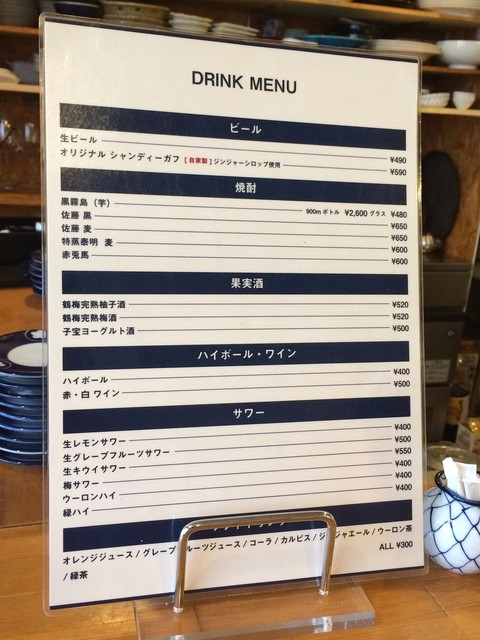 DRINK MENU
ビール
生ビール ¥490
オリジナル シャンディーガフ [自家製] ジンジャーシロップ使用 ¥590
焼酎
黒霧島（芋） 900m ボトル ¥2,600 グラス ¥480
佐藤 黒 ¥650
佐藤 麦 ¥650
特蒸泰明 麦 ¥600
赤兎馬 ¥600
果実酒
鶴梅完熟柚子酒 ¥520
鶴梅完熟梅酒 ¥520
子宝ヨーグルト酒 ¥500
ハイボール・ワイン
ハイボール ¥400
赤・白 ワイン ¥500
サワー
生レモンサワー ¥400
生グレープフルーツサワー ¥500
生キウイサワー ¥550
梅サワー ¥400
ウーロンハイ ¥400
緑ハイ ¥400
オレンジジュース / グレープ ルーツジュース / コーラ / カルピス / ジ ジャエール / ウーロン茶
/ 緑茶 ALL ¥300